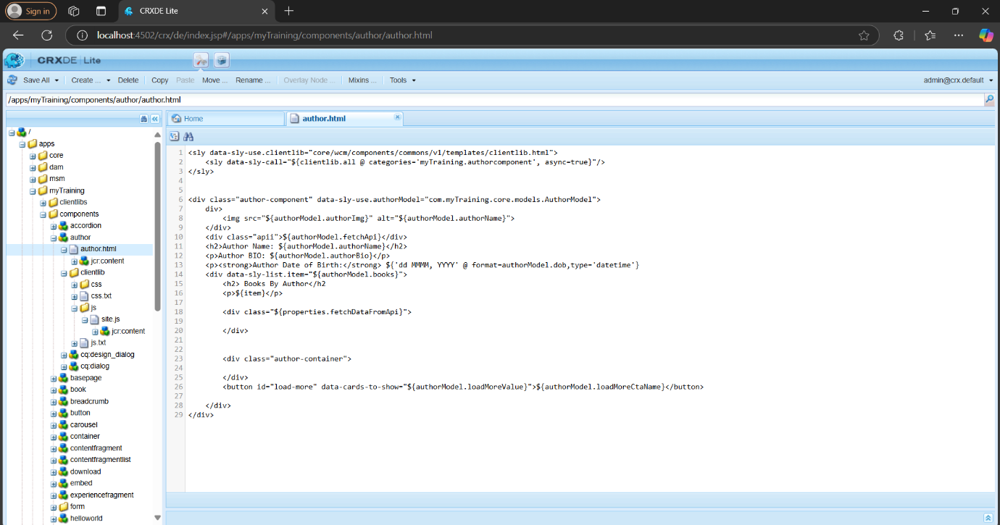 Sign in
CRXDE Lite
localhost:4502/crx/de/index.jsp#/apps/myTraining/components/author/author.html
CRXDE | Lite
Save All
Create ...
Delete
Copy
Paste
Move ...
Rename ...
Overlay Node ...
Mixins ...
Tools
admin@crx.default
/apps/myTraining/components/author/author.html
/
apps
core
dam
msm
myTraining
clientlibs
components
accordion
author
author.html
jcr:content
clientlib
css
css.txt
js
site.js
jcr:content
js.txt
cq:design_dialog
cq:dialog
basepage
book
breadcrumb
button
carousel
container
contentfragment
contentfragmentlist
download
embed
experiencefragment
form
helloworld
Home
author.html
1 <sly data-sly-use.clientlib="core/wcm/components/commons/v1/templates/clientlib.html">
2     <sly data-sly-call="${clientlib.all @ categories='myTraining.authorcomponent', async=true}"/>
3 </sly>
4
5
6 <div class="author-component" data-sly-use.authorModel="com.myTraining.core.models.AuthorModel">
7     div>
8         <img src="${authorModel.authorImg}" alt="${authorModel.authorName}">
9     </div>
10     <div class="apii">${authorModel.fetchApi}</div>
11     <h2>Author Name: ${authorModel.authorName}</h2>
12     <p>Author BIO: ${authorModel.authorBio}</p>
13     <p><strong>Author Date of Birth:</strong> ${'dd MMMM, YYYY' @ format=authorModel.dob,type='datetime'}
14     <div data-sly-list.item="${authorModel.books}">
15         <h2> Books By Author</h2
16         <p>${item}</p>
17
18         <div class="${properties.fetchDataFromApi}">
19
20         </div>
21
22
23         <div class="author-container">
24
25         </div>
26         <button id="load-more" data-cards-to-show="${authorModel.loadMoreValue}">${authorModel.loadMoreCtaName}</button>
27
28     </div>
29 </div>